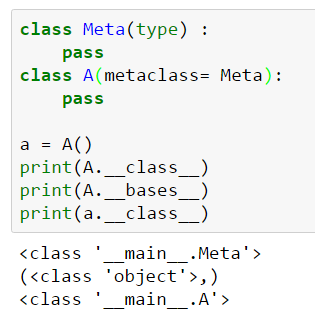 class Meta(type) :
    pass
class A(metaclass= Meta):
    pass

a = A()
print(A.__class__)
print(A.__bases__)
print(a.__class__)
<class '__main__.Meta'>
(<class 'object'>,)
<class '__main__.A'>